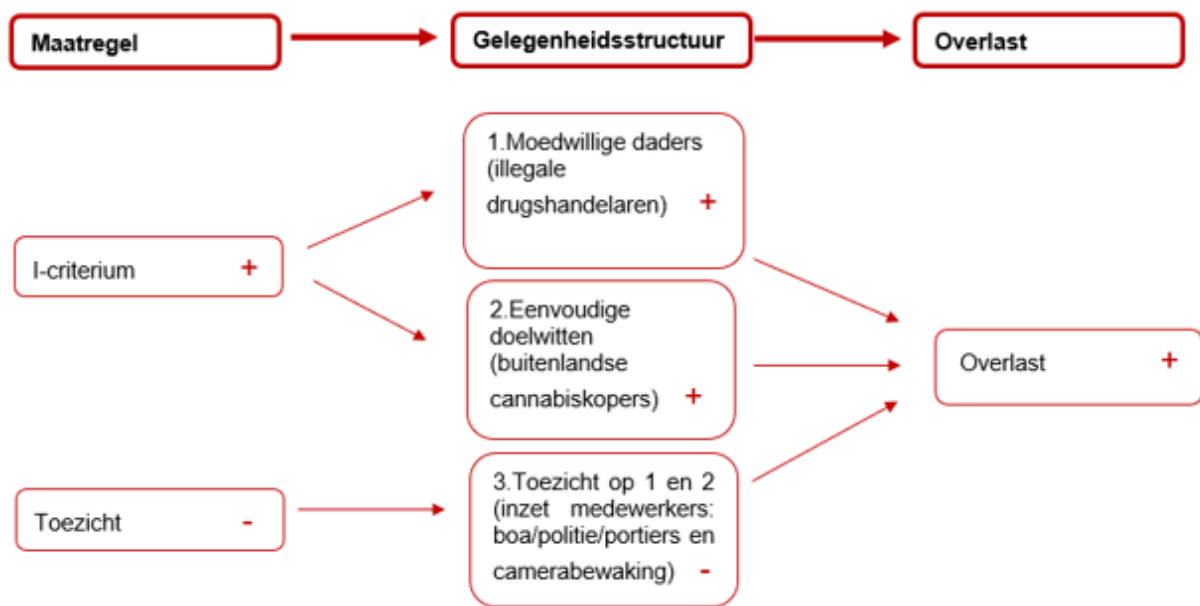 Maatregel
Gelegenheidsstructuur
Overlast
1.Moedwillige daders
(illegale
drugshandelaren) +
I-criterium +
2.Eenvoudige
doelwitten
(buitenlandse
cannabiskopers) +
Overlast +
3.Toezicht op 1 en 2
(inzet medewerkers:
boa/politie/portiers en
camerabewaking) -
Toezicht -